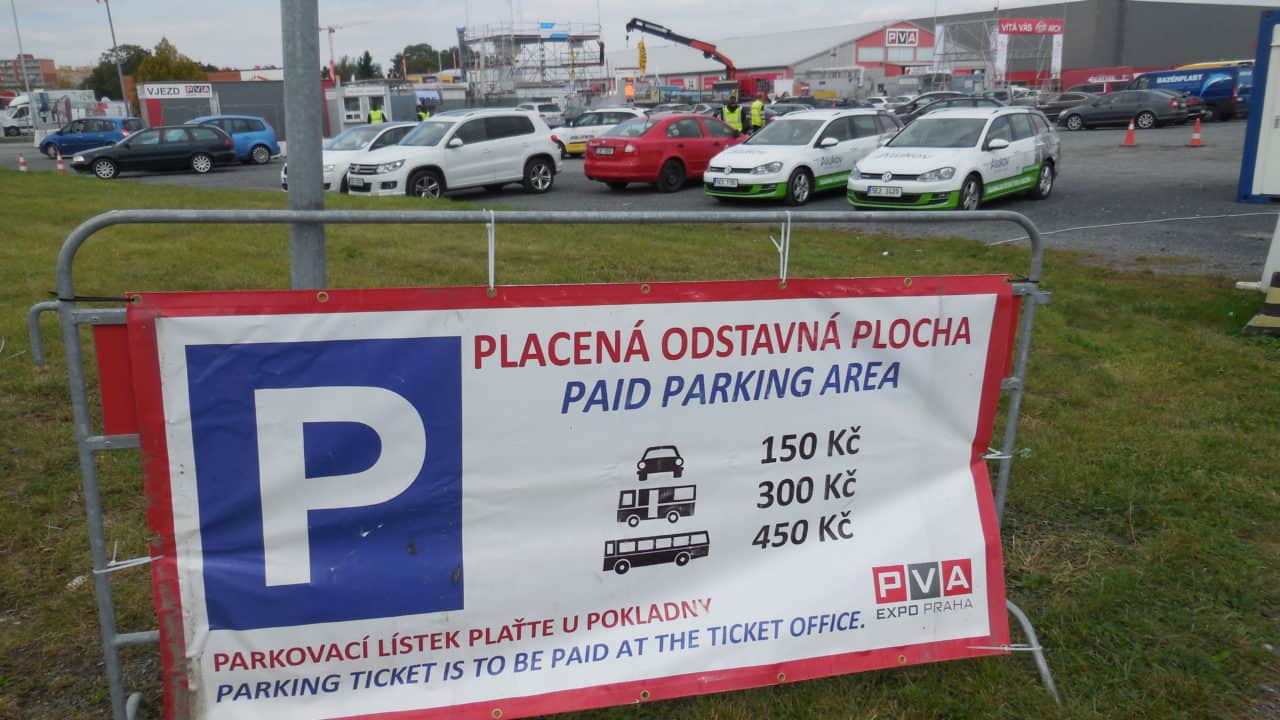 VJEZD PVA
PVA
VÍTÁ VÁS
BAZÉNPLAST
P
PLACENÁ ODSTAVNÁ PLOCHA
PAID PARKING AREA
150 Kč
300 Kč
450 Kč
PVA
EXPO PRAHA
PARKOVACÍ LÍSTEK PLAŤTE U POKLADNY
PARKING TICKET IS TO BE PAID AT THE TICKET OFFICE.